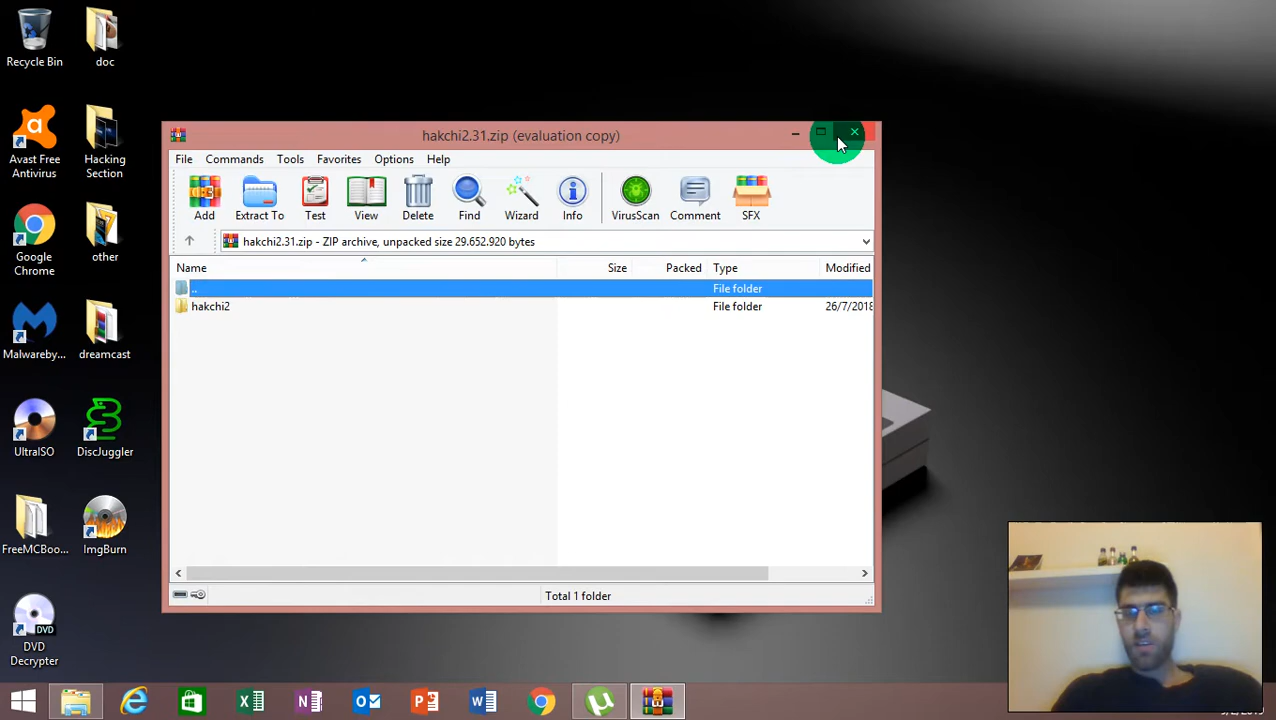 Recycle Bin
doc
Avast Free
Antivirus
Hacking
Section
Google
Chrome
other
Malwareby...
dreamcast
UltraISO
DiscJuggler
FreeMCBoo...
ImgBurn
DVD
DVD
Decrypter
hakchi2.31.zip (evaluation copy)
File Commands Tools Favorites Options Help
Add Extract To Test View Delete Find Wizard Info VirusScan Comment SFX
hakchi2.31.zip - ZIP archive, unpacked size 29.652.920 bytes
Name Size Packed Type Modified
.. File folder
hakchi2 File folder 26/7/2018
Total 1 folder